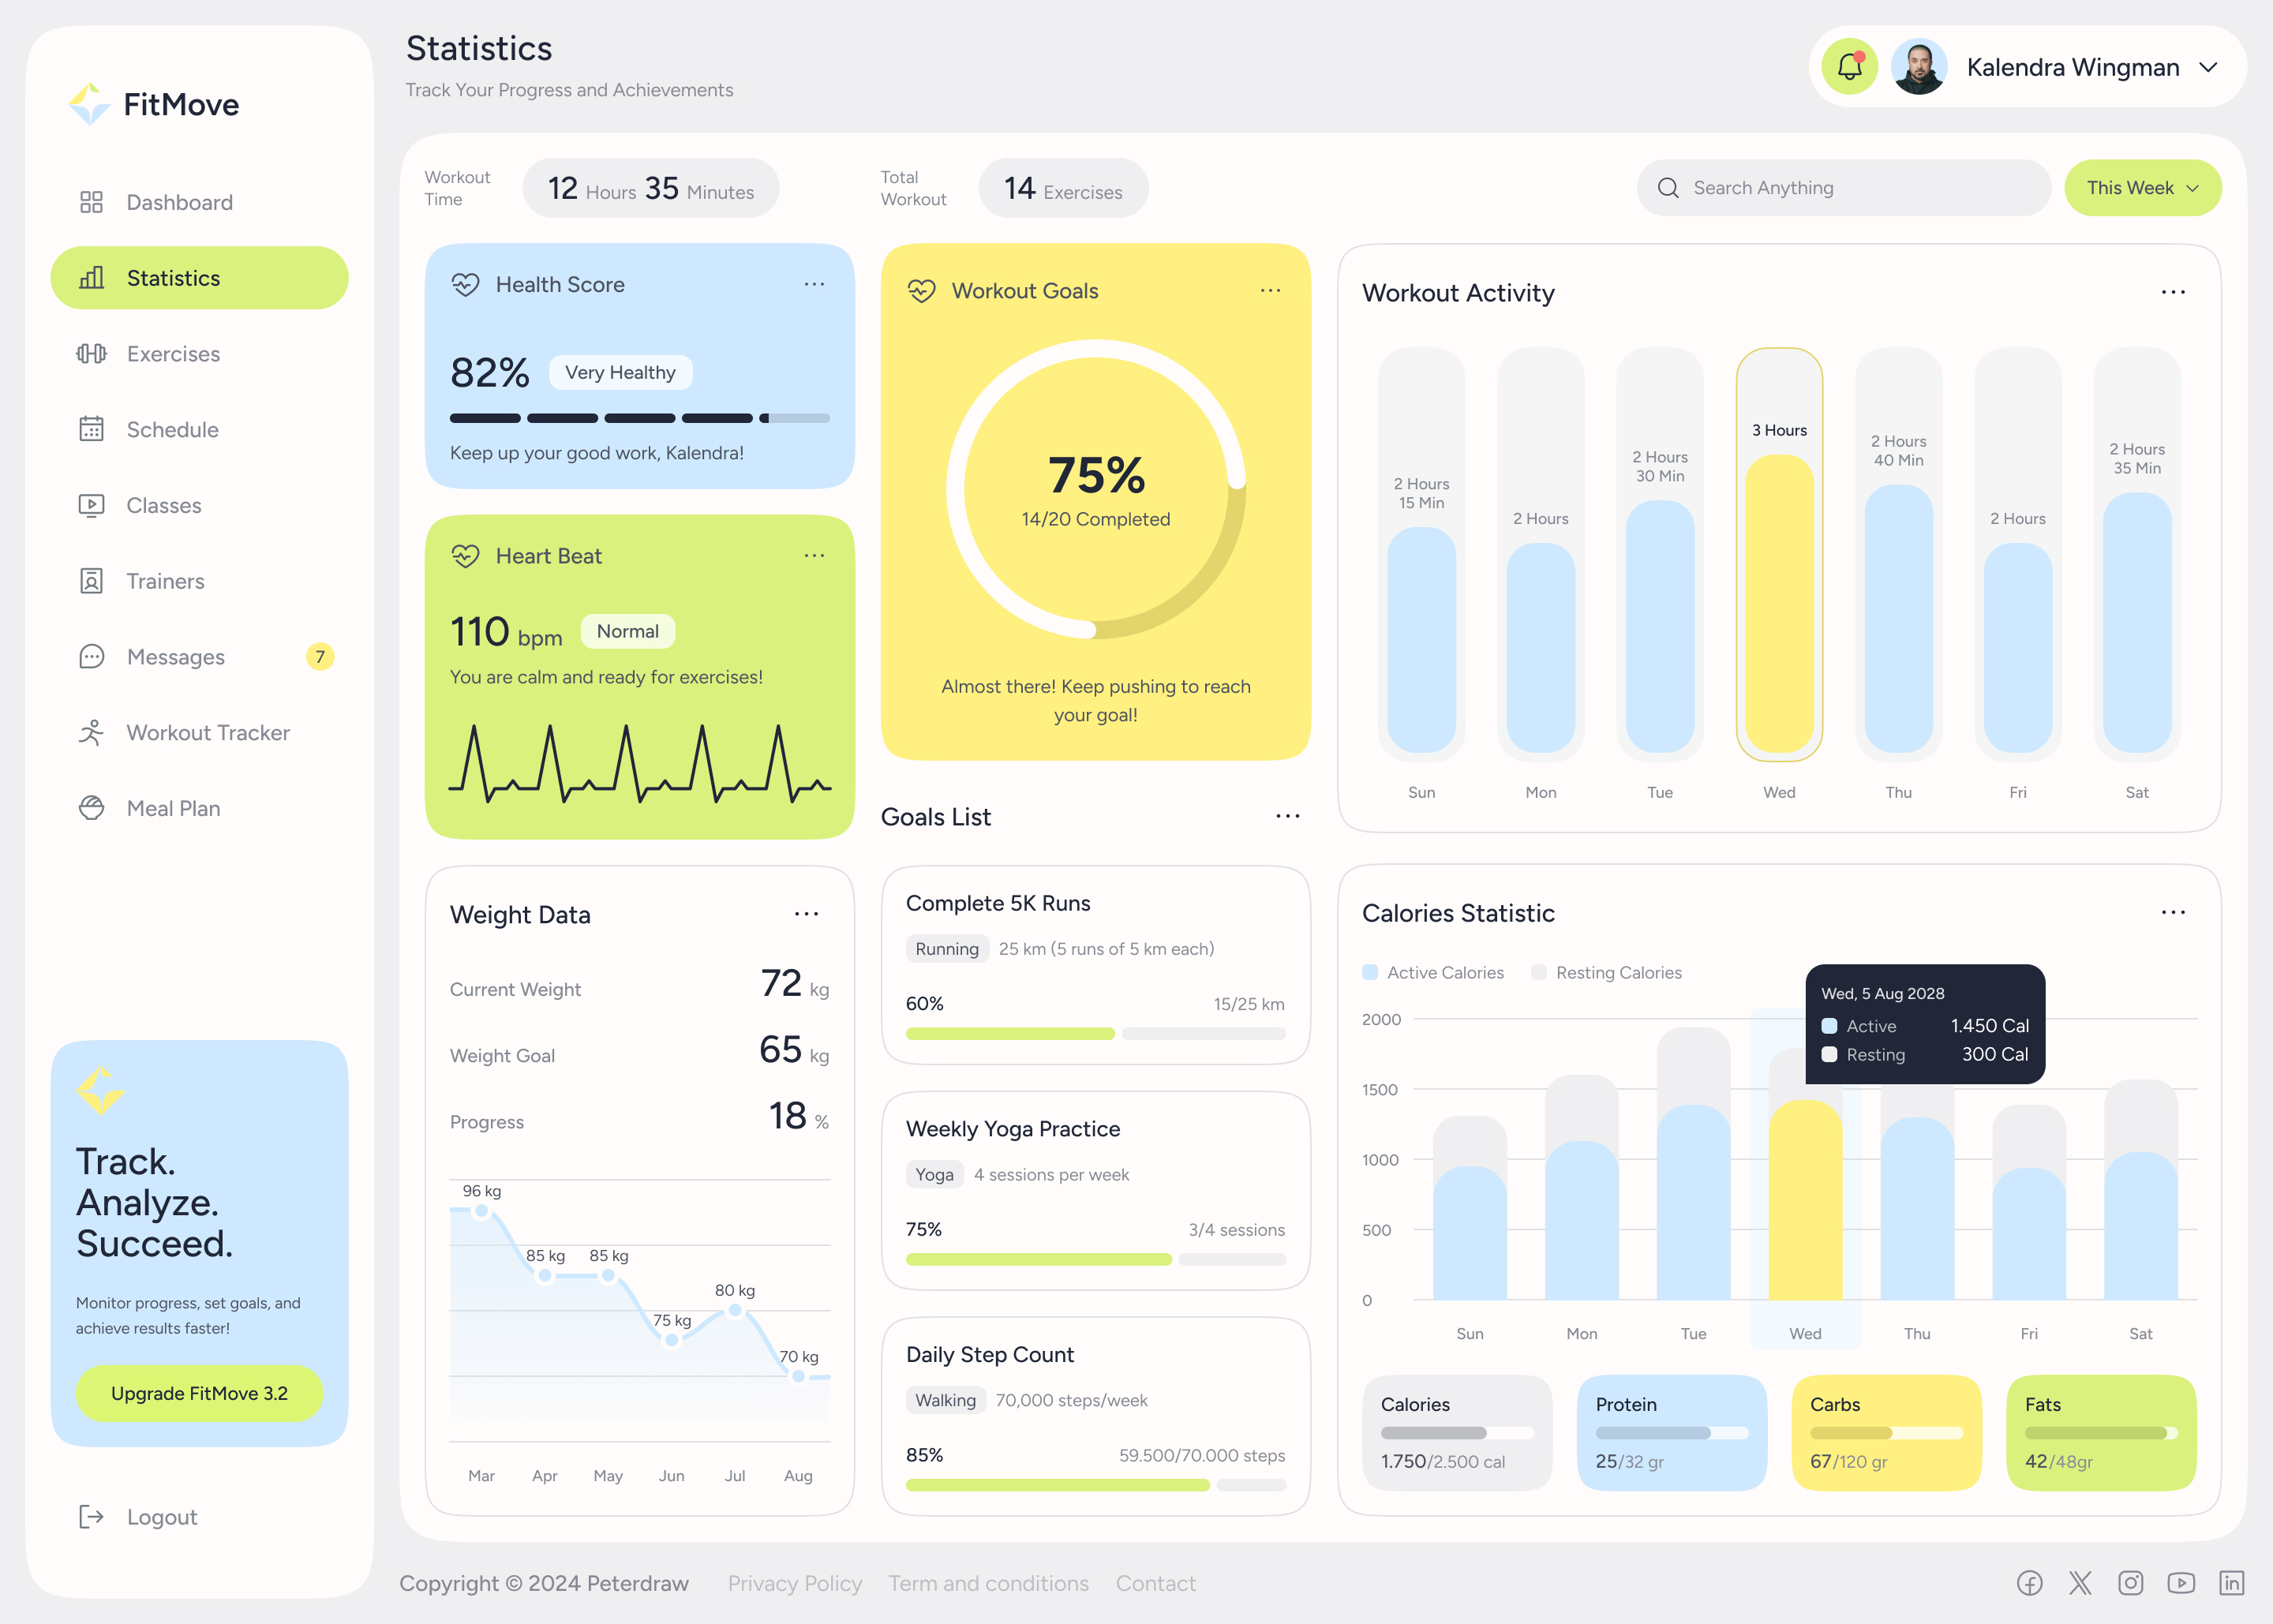 FitMove
Dashboard
Statistics
Exercises
Schedule
Classes
Trainers
Messages 7
Workout Tracker
Meal Plan
Track.
Analyze.
Succeed.
Monitor progress, set goals, and
achieve results faster!
Upgrade FitMove 3.2
Logout
Statistics
Track Your Progress and Achievements
Kalendra Wingman
Workout
Time
12 Hours 35 Minutes
Total
Workout
14 Exercises
Search Anything
This Week
Health Score
82% Very Healthy
Keep up your good work, Kalendra!
Heart Beat
110 bpm Normal
You are calm and ready for exercises!
Workout Goals
75%
14/20 Completed
Almost there! Keep pushing to reach
your goal!
Workout Activity
2 Hours
15 Min
2 Hours
2 Hours
30 Min
3 Hours
2 Hours
40 Min
2 Hours
2 Hours
35 Min
Sun Mon Tue Wed Thu Fri Sat
Weight Data
Current Weight 72 kg
Weight Goal 65 kg
Progress 18 %
96 kg
85 kg
85 kg
75 kg
80 kg
70 kg
Mar Apr May Jun Jul Aug
Goals List
Complete 5K Runs
Running 25 km (5 runs of 5 km each)
60% 15/25 km
Weekly Yoga Practice
Yoga 4 sessions per week
75% 3/4 sessions
Daily Step Count
Walking 70,000 steps/week
85% 59.500/70.000 steps
Calories Statistic
Active Calories Resting Calories
Wed, 5 Aug 2028
Active 1.450 Cal
Resting 300 Cal
2000
1500
1000
500
0
Sun Mon Tue Wed Thu Fri Sat
Calories
1.750/2.500 cal
Protein
25/32 gr
Carbs
67/120 gr
Fats
42/48gr
Copyright © 2024 Peterdraw
Privacy Policy
Term and conditions
Contact